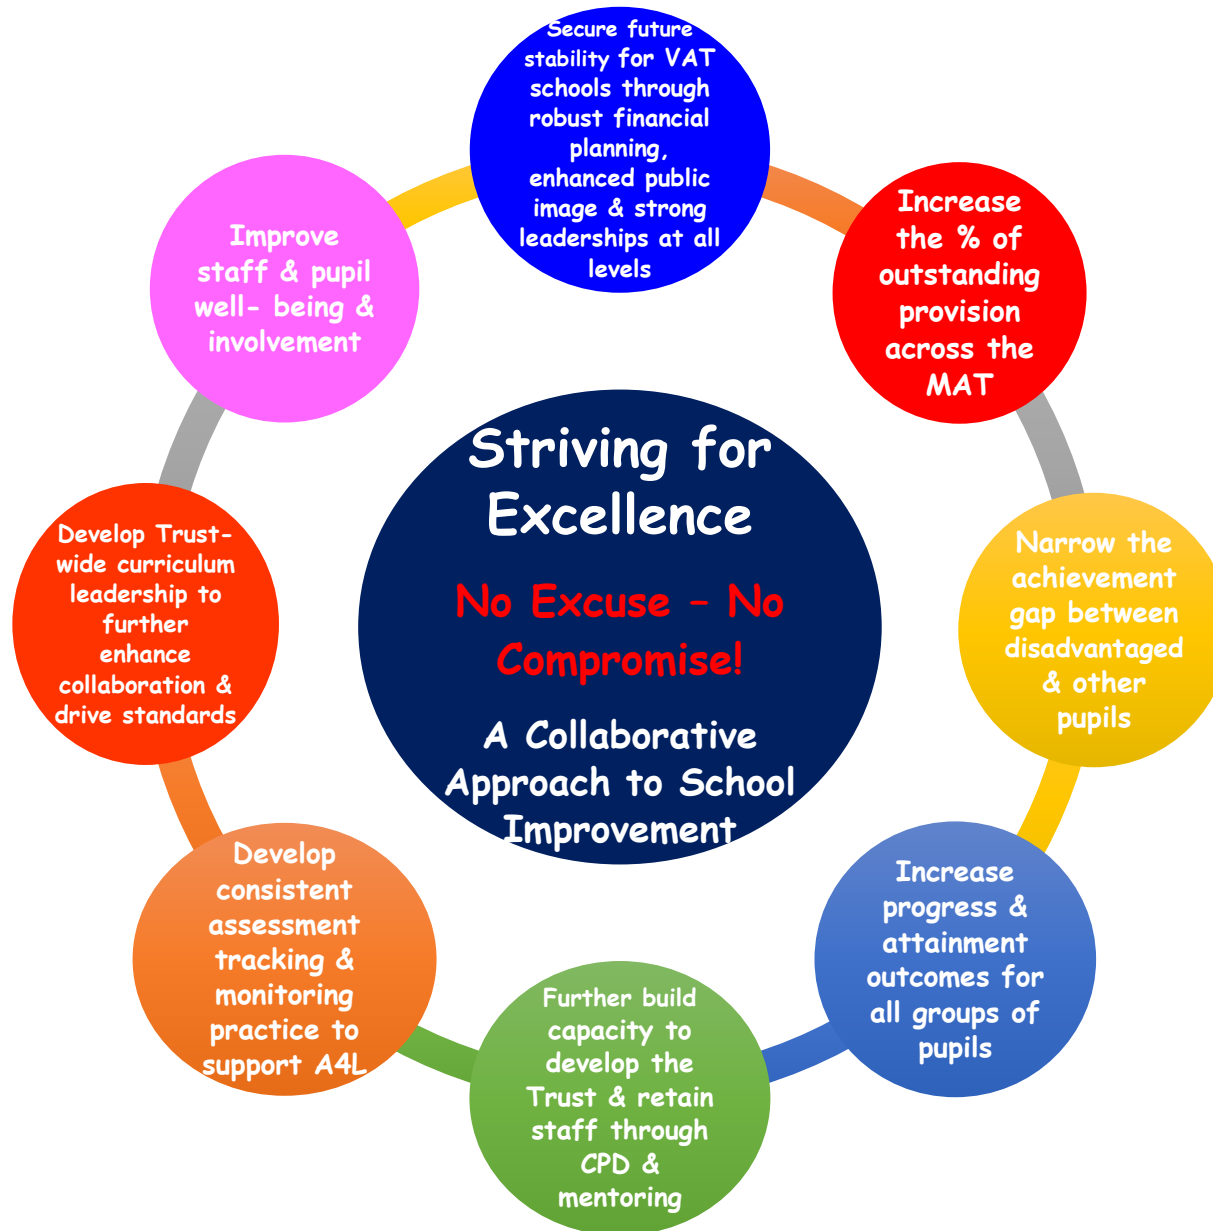 Secure future
stability for VAT
schools through
robust financial
planning,
enhanced public
image & strong
leaderships at all
levels
Increase
the % of
outstanding
provision
across the
MAT
Narrow the
achievement
gap between
disadvantaged
& other
pupils
Increase
progress &
attainment
outcomes for
all groups of
pupils
Further build
capacity to
develop the
Trust & retain
staff through
CPD &
mentoring
Develop
consistent
assessment
tracking &
monitoring
practice to
support A4L
Develop Trust-
wide curriculum
leadership to
further
enhance
collaboration &
drive standards
Improve
staff & pupil
well- being &
involvement
Striving for
Excellence
No Excuse – No
Compromise!
A Collaborative
Approach to School
Improvement